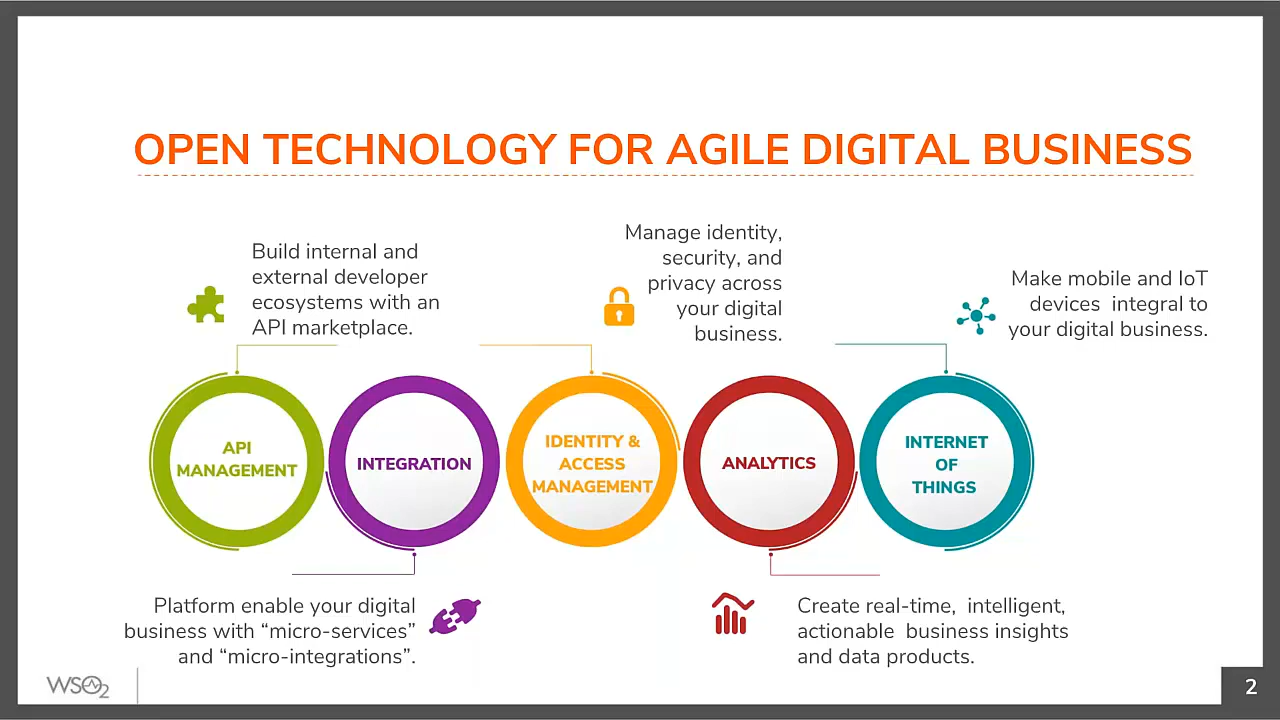 OPEN TECHNOLOGY FOR AGILE DIGITAL BUSINESS
Build internal and
external developer
ecosystems with an
API marketplace.
Manage identity,
security, and
privacy across
your digital
business.
Make mobile and IoT
devices integral to
your digital business.
API
MANAGEMENT
INTEGRATION
IDENTITY &
ACCESS
MANAGEMENT
ANALYTICS
INTERNET
OF
THINGS
Platform enable your digital
business with “micro-services”
and “micro-integrations”.
Create real-time, intelligent,
actionable business insights
and data products.
WSO2
2